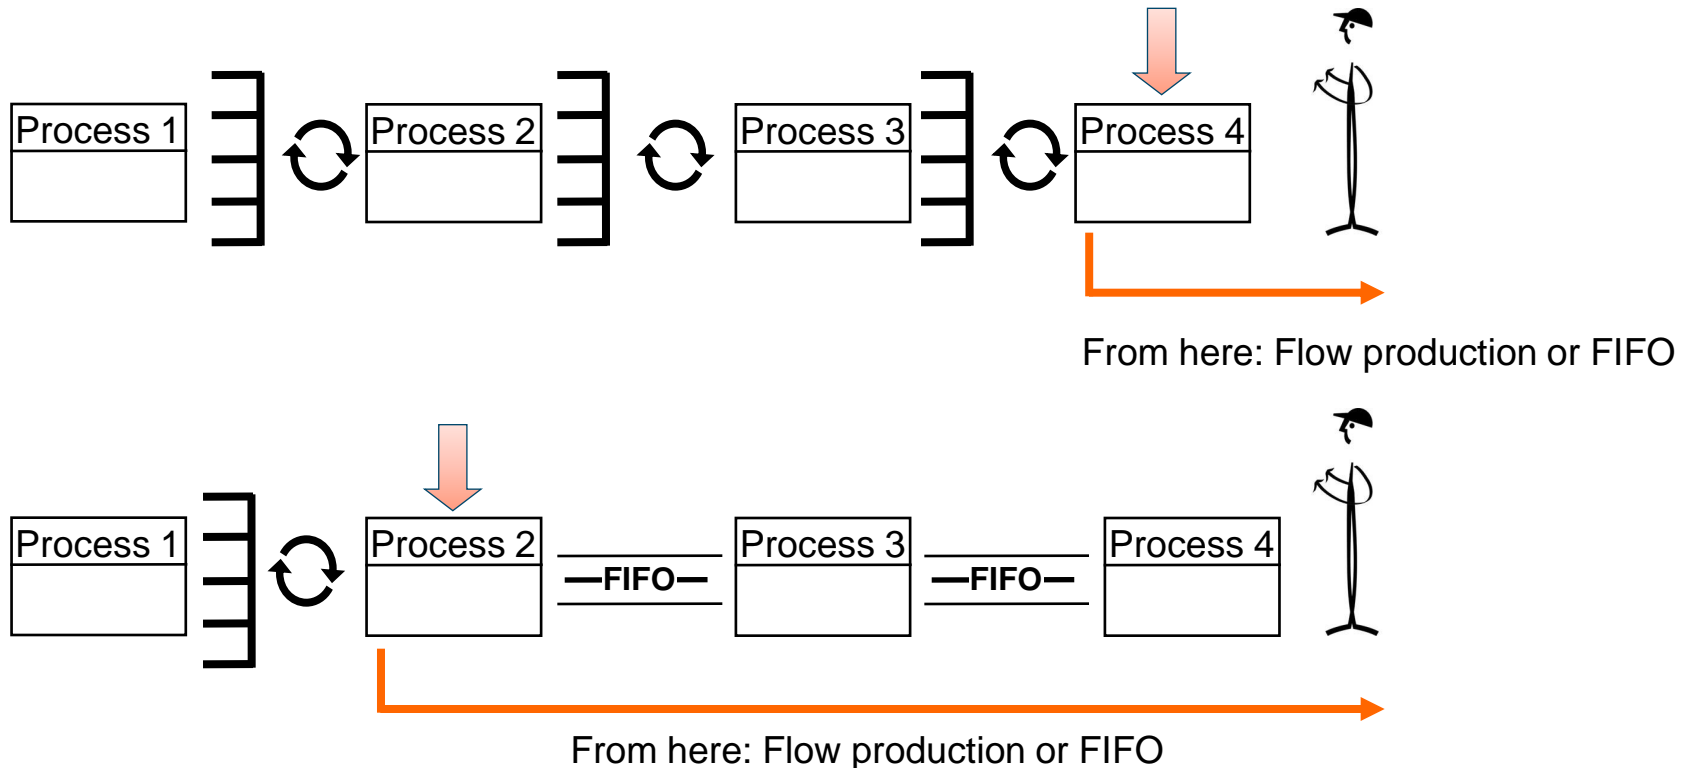 Process 1
Process 2
Process 3
Process 4
From here: Flow production or FIFO
Process 1
Process 2
FIFO
Process 3
FIFO
Process 4
From here: Flow production or FIFO